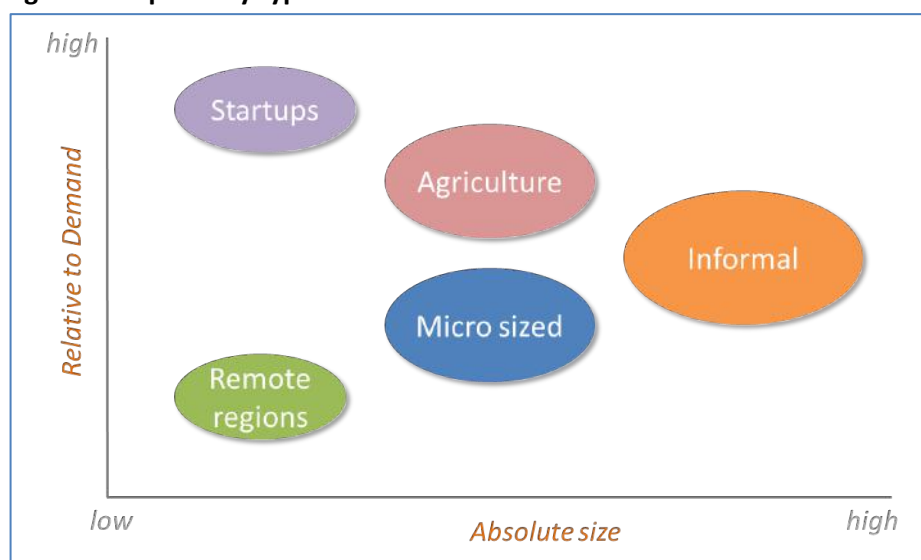 high
Startups
Agriculture
Informal
Relative to Demand
Micro sized
Remote
regions
low
Absolute size
high